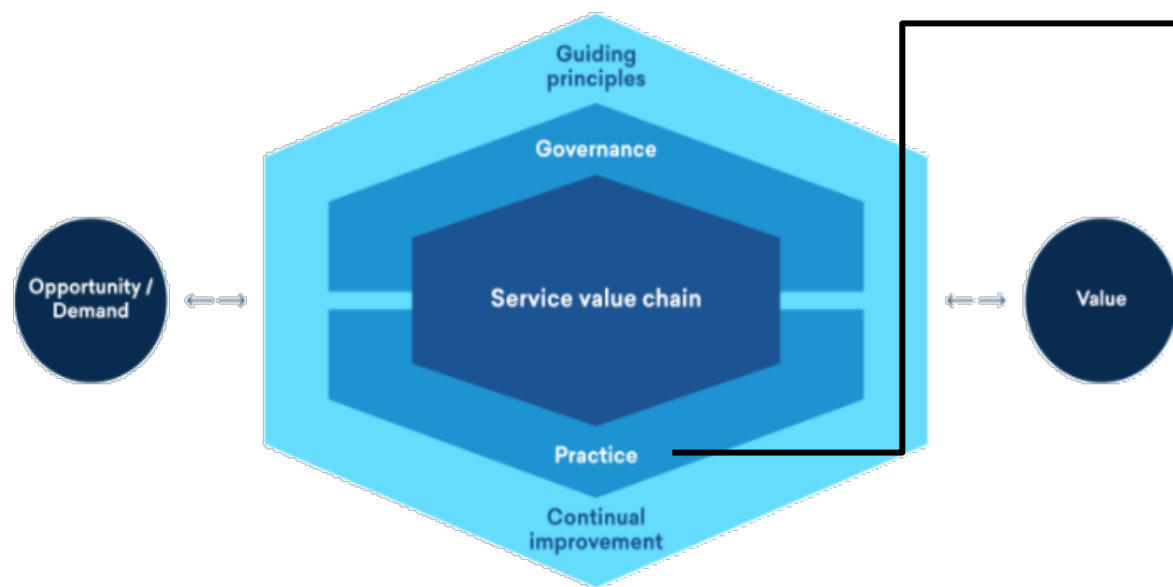 Guiding
principles
Governance
Opportunity /
Demand
Service value chain
Value
Practice
Continual
improvement